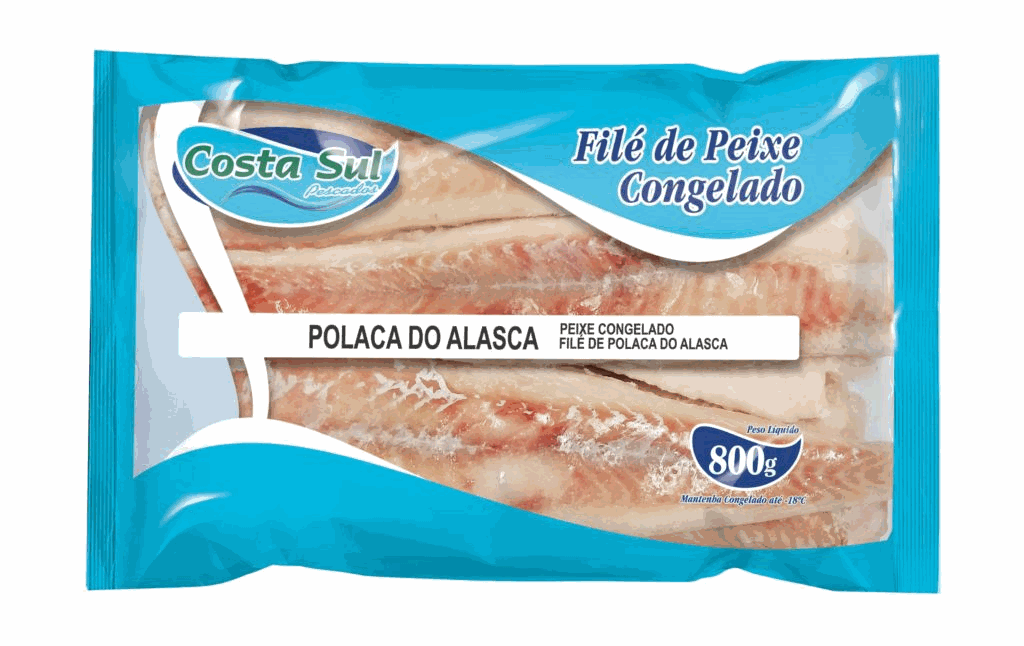 Costa Sul
Pescados
Filé de Peixe
Congelado
POLACA DO ALASCA
PEIXE CONGELADO
FILÉ DE POLACA DO ALASCA
Peso Líquido
800g
Mantenha Congelado até -18°C